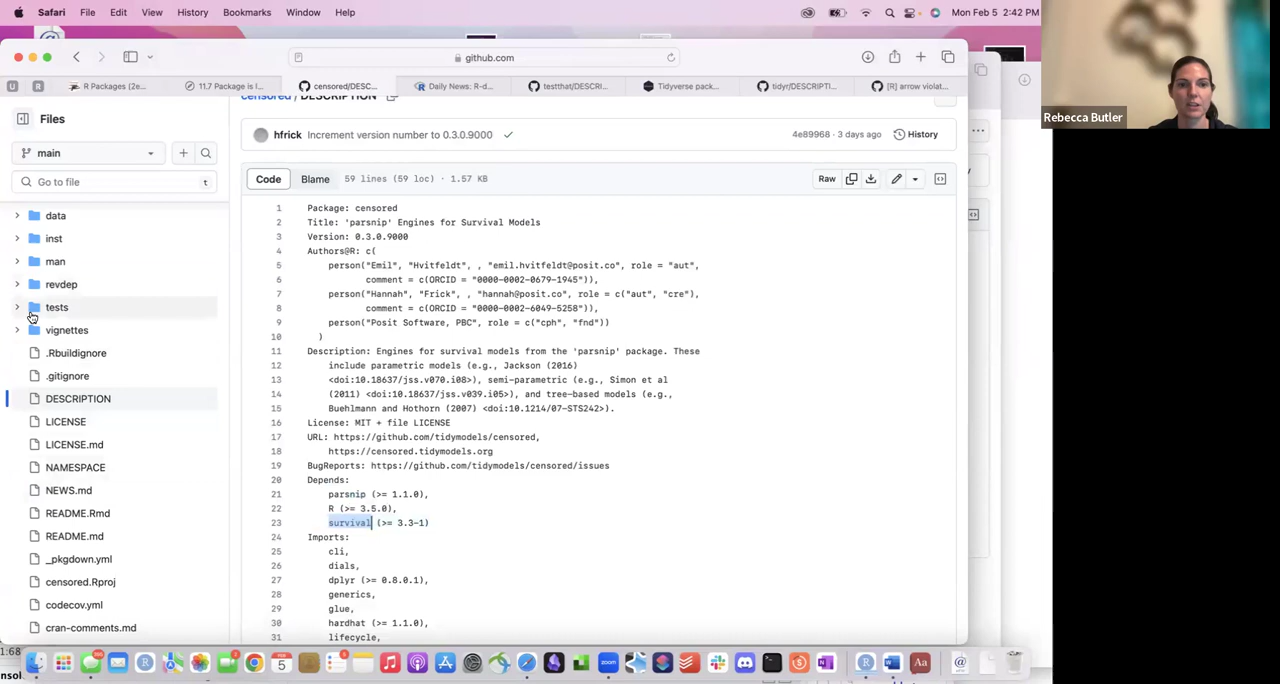 Safari File Edit View History Bookmarks Window Help Mon Feb 5 2:42 PM
github.com
R Packages (2e... 11.7 Package is l... censored/DESC... Daily News: R-d... testthat/DESCRI... Tidyverse pack... tidyr/DESCRIPTI... [R] arrow violat...
Rebecca Butler
Files
censored / DESCRIPTION
hfrick Increment version number to 0.3.0.9000 4e89968 · 3 days ago History
main
Code Blame 59 lines (59 loc) · 1.57 KB Raw
Go to file t
data
inst
man
revdep
tests
vignettes
.Rbuildignore
.gitignore
DESCRIPTION
LICENSE
LICENSE.md
NAMESPACE
NEWS.md
README.Rmd
README.md
_pkgdown.yml
censored.Rproj
codecov.yml
cran-comments.md
1 Package: censored
2 Title: 'parsnip' Engines for Survival Models
3 Version: 0.3.0.9000
4 Authors@R: c(
5 person("Emil", "Hvitfeldt", , "emil.hvitfeldt@posit.co", role = "aut",
6 comment = c(ORCID = "0000-0002-0679-1945")),
7 person("Hannah", "Frick", , "hannah@posit.co", role = c("aut", "cre"),
8 comment = c(ORCID = "0000-0002-6049-5258")),
9 person("Posit Software, PBC", role = c("cph", "fnd"))
10 )
11 Description: Engines for survival models from the 'parsnip' package. These
12 include parametric models (e.g., Jackson (2016)
13 <doi:10.18637/jss.v070.i08>), semi-parametric (e.g., Simon et al
14 (2011) <doi:10.18637/jss.v039.i05>), and tree-based models (e.g.,
15 Buehlmann and Hothorn (2007) <doi:10.1214/07-STS242>).
16 License: MIT + file LICENSE
17 URL: https://github.com/tidymodels/censored,
18 https://censored.tidymodels.org
19 BugReports: https://github.com/tidymodels/censored/issues
20 Depends:
21 parsnip (>= 1.1.0),
22 R (>= 3.5.0),
23 survival (>= 3.3-1)
24 Imports:
25 cli,
26 dials,
27 dplyr (>= 0.8.0.1),
28 generics,
29 glue,
30 hardhat (>= 1.1.0),
31 lifecycle,